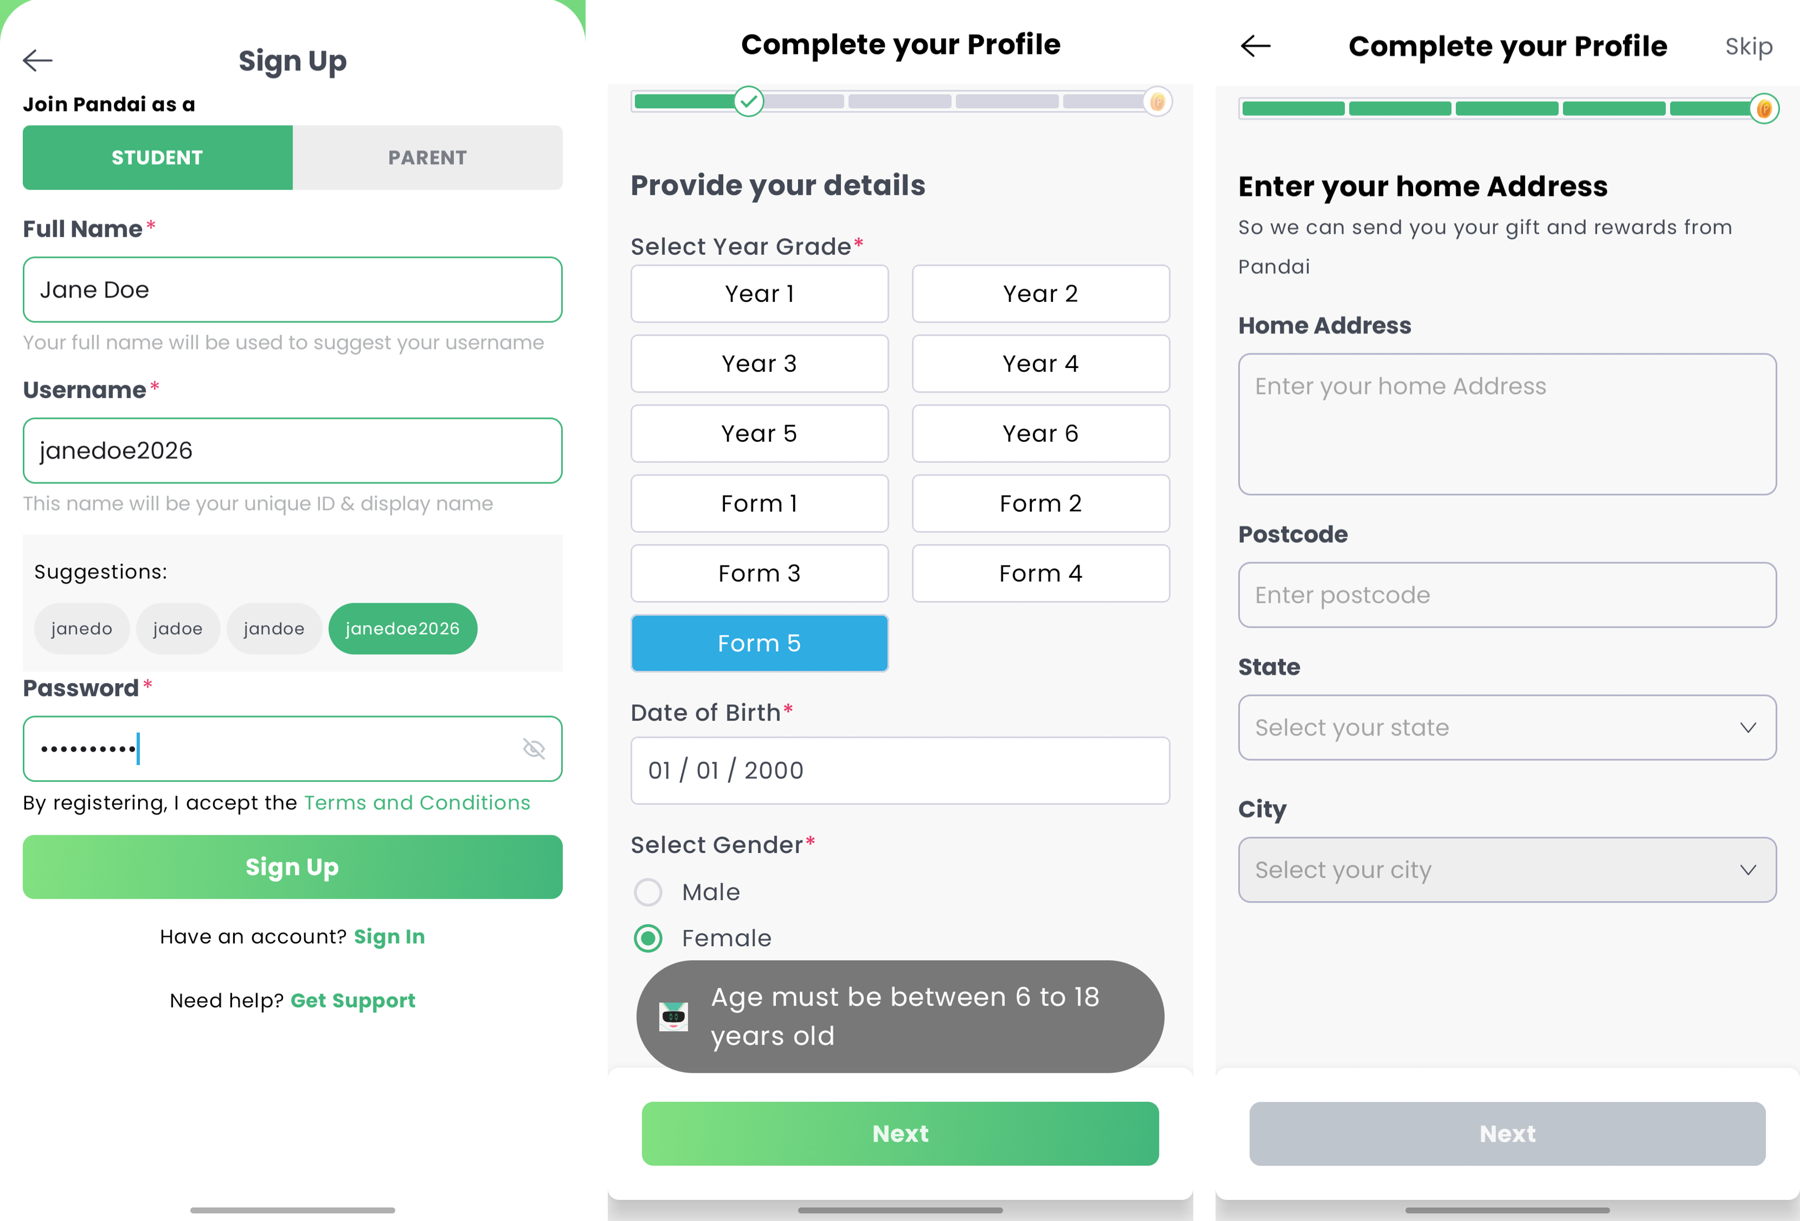 Sign Up
Join Pandai as a
STUDENT
PARENT
Full Name*
Jane Doe
Your full name will be used to suggest your username
Username*
janedoe2026
This name will be your unique ID & display name
Suggestions:
janedo
jadoe
jandoe
janedoe2026
Password*
••••••••••
By registering, I accept the Terms and Conditions
Sign Up
Have an account? Sign In
Need help? Get Support
Complete your Profile
Provide your details
Select Year Grade*
Year 1
Year 2
Year 3
Year 4
Year 5
Year 6
Form 1
Form 2
Form 3
Form 4
Form 5
Date of Birth*
01 / 01 / 2000
Select Gender*
Male
Female
Age must be between 6 to 18
years old
Next
Complete your Profile
Skip
Enter your home Address
So we can send you your gift and rewards from
Pandai
Home Address
Enter your home Address
Postcode
Enter postcode
State
Select your state
City
Select your city
Next